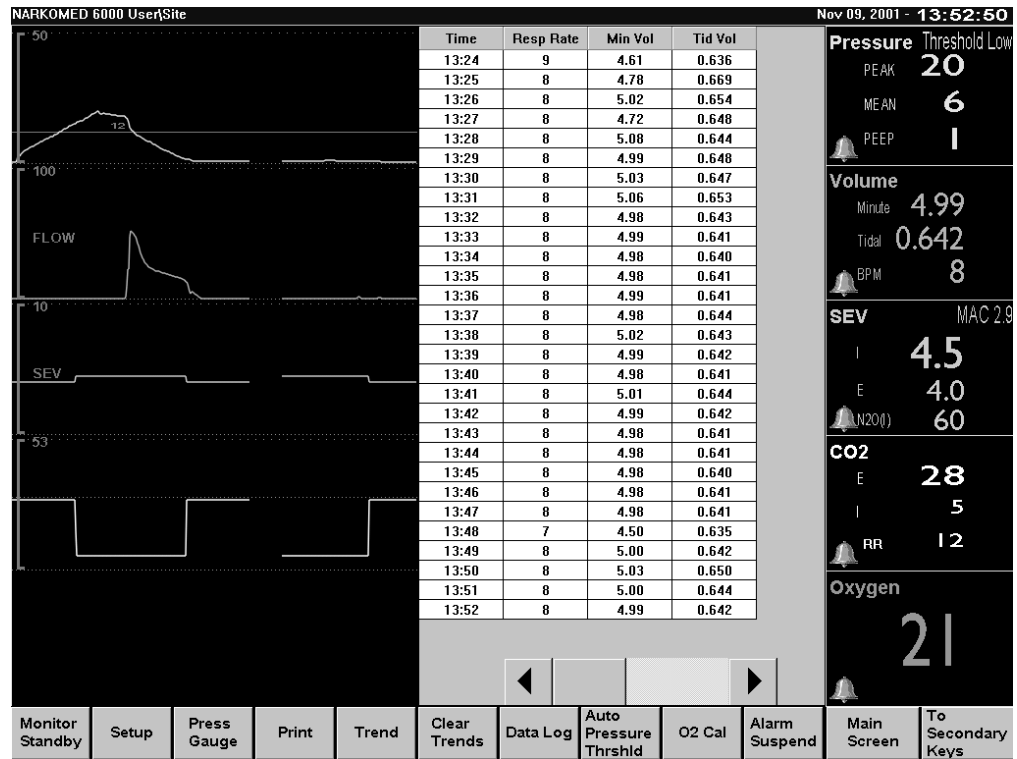 NARKOMED 6000 User\Site
Nov 09, 2001 - 13:52:50
50
12
100
FLOW
10
SEV
53
Time Resp Rate Min Vol Tid Vol
13:24 9 4.61 0.636
13:25 8 4.78 0.669
13:26 8 5.02 0.654
13:27 8 4.72 0.648
13:28 8 5.08 0.644
13:29 8 4.99 0.648
13:30 8 5.03 0.647
13:31 8 5.06 0.653
13:32 8 4.98 0.643
13:33 8 4.99 0.641
13:34 8 4.98 0.640
13:35 8 4.98 0.641
13:36 8 4.99 0.641
13:37 8 4.98 0.644
13:38 8 5.02 0.643
13:39 8 4.99 0.642
13:40 8 4.98 0.641
13:41 8 5.01 0.644
13:42 8 4.99 0.642
13:43 8 4.98 0.641
13:44 8 4.98 0.641
13:45 8 4.98 0.640
13:46 8 4.98 0.641
13:47 8 4.98 0.641
13:48 7 4.50 0.635
13:49 8 5.00 0.642
13:50 8 5.03 0.650
13:51 8 5.00 0.644
13:52 8 4.99 0.642
Pressure Threshold Low
PEAK 20
MEAN 6
PEEP 1
Volume
Minute 4.99
Tidal 0.642
BPM 8
SEV MAC 2.9
I 4.5
E 4.0
N2O(I) 60
CO2
E 28
I 5
RR 12
Oxygen
21
Monitor
Standby
Setup
Press
Gauge
Print
Trend
Clear
Trends
Data Log
Auto
Pressure
Thrshld
O2 Cal
Alarm
Suspend
Main
Screen
To
Secondary
Keys